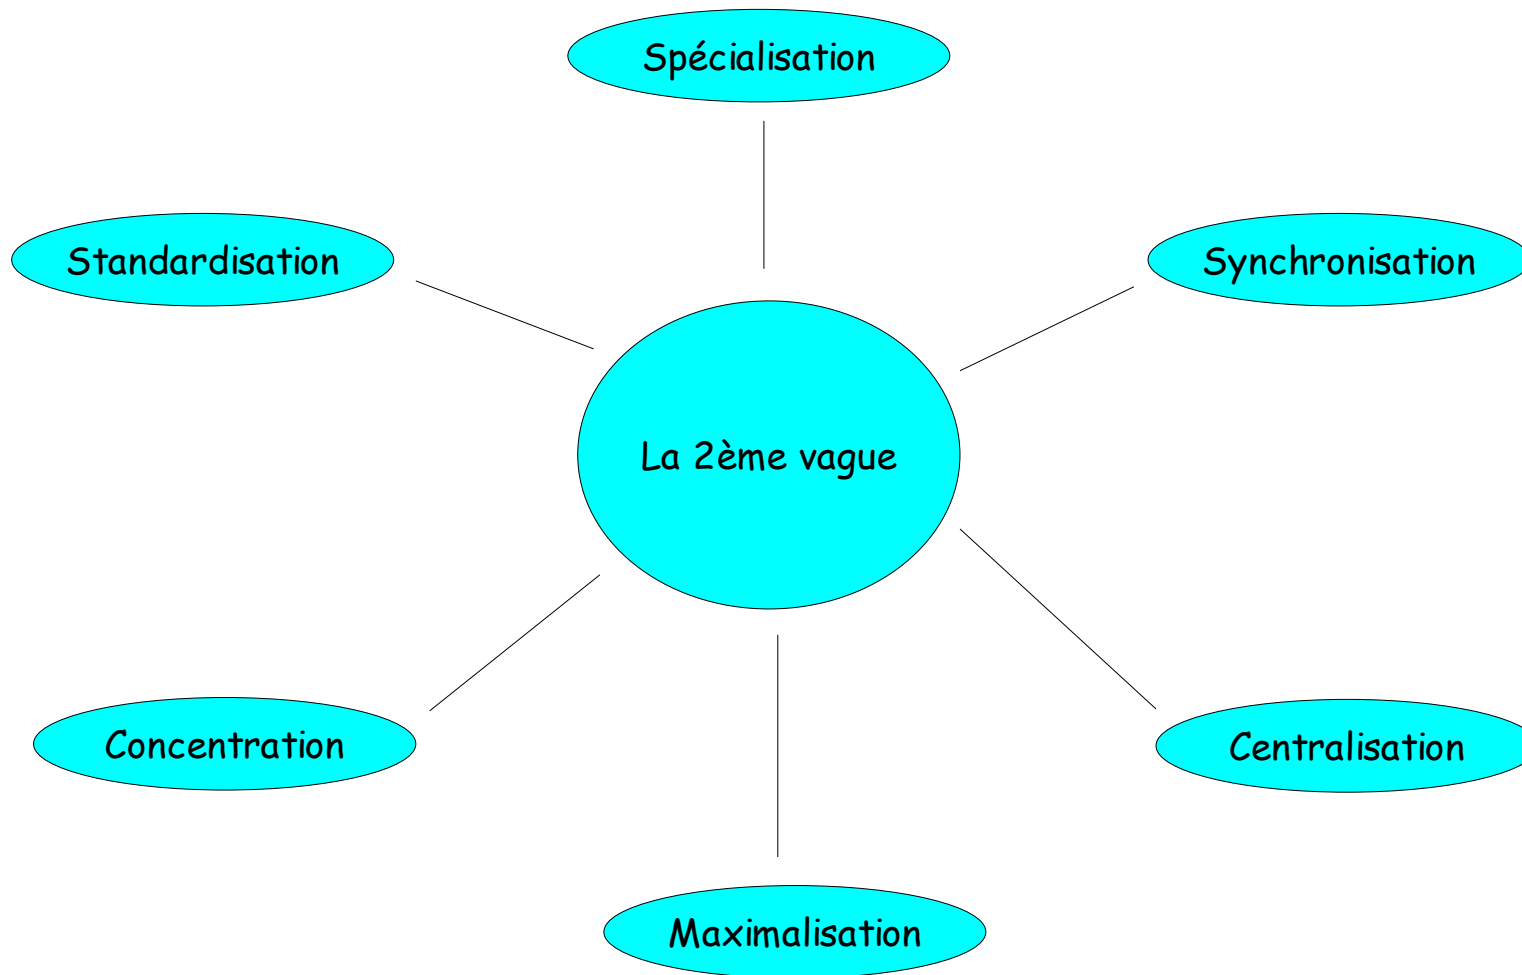 Spécialisation
Standardisation
Synchronisation
La 2ème vague
Concentration
Centralisation
Maximalisation